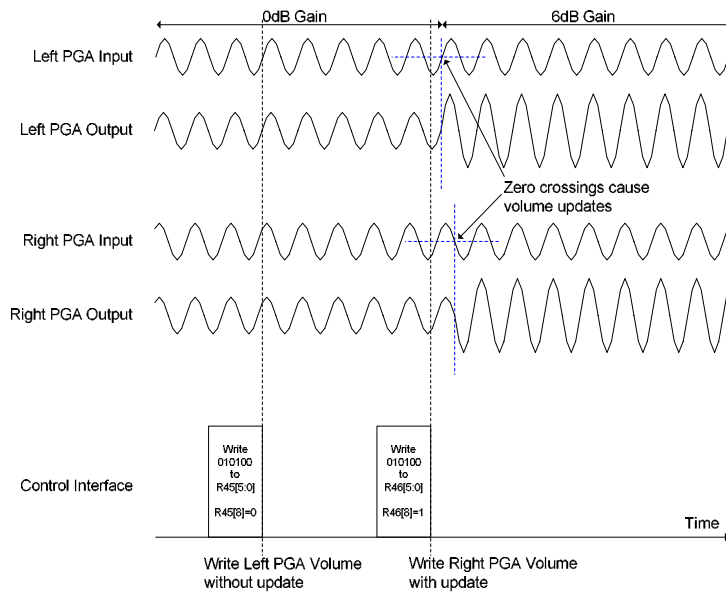 0dB Gain
6dB Gain
Left PGA Input
Left PGA Output
Zero crossings cause
volume updates
Right PGA Input
Right PGA Output
Control Interface
Write
010100
to
R45[5:0]
R45[8]=0
Write
010100
to
R46[5:0]
R46[8]=1
Time
Write Left PGA Volume
without update
Write Right PGA Volume
with update